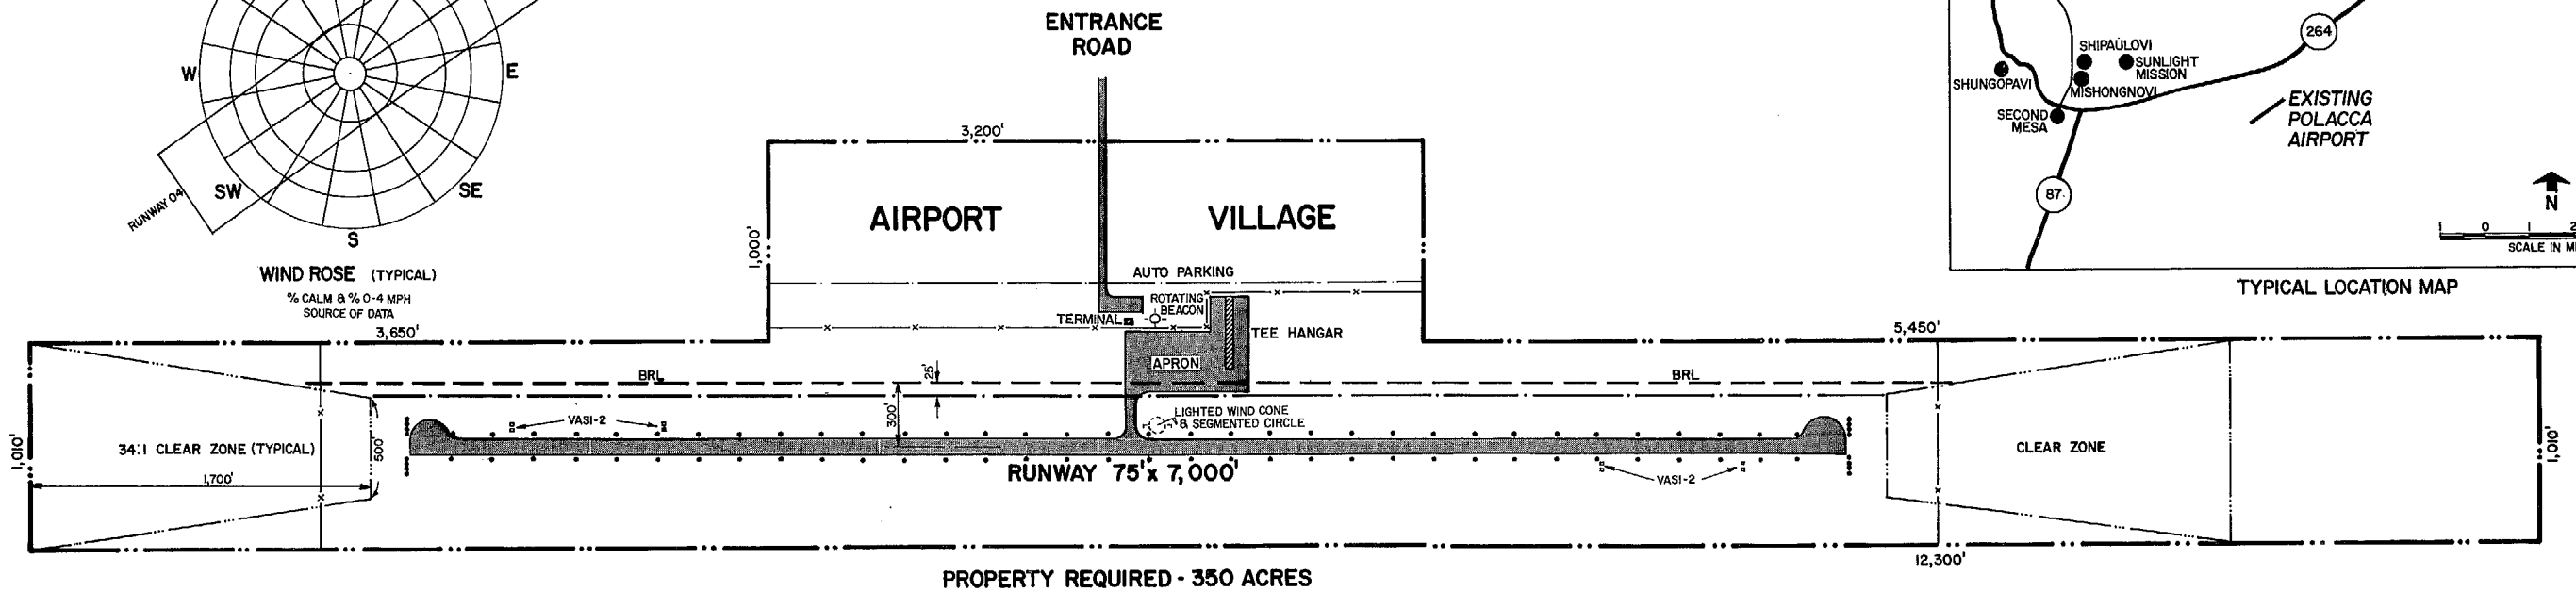 W
E
SW
SE
S
RUNWAY 04
WIND ROSE (TYPICAL)
% CALM & % 0-4 MPH
SOURCE OF DATA
ENTRANCE
ROAD
3,200'
AIRPORT VILLAGE
1,000'
AUTO PARKING
ROTATING
BEACON
TERMINAL
TEE HANGAR
APRON
264
SHIPAULOVI
SUNLIGHT
MISSION
SHUNGOPAVI
MISHONGNOVI
SECOND
MESA
EXISTING
POLACCA
AIRPORT
87
N
1 0 1 2
SCALE IN MI
TYPICAL LOCATION MAP
3,650'
5,450'
BRL
25'
BRL
300'
VASI-2
LIGHTED WIND CONE
& SEGMENTED CIRCLE
1,010'
34:1 CLEAR ZONE (TYPICAL)
500'
1,700'
RUNWAY 75' x 7,000'
VASI-2
CLEAR ZONE
1,010'
12,300'
PROPERTY REQUIRED - 350 ACRES